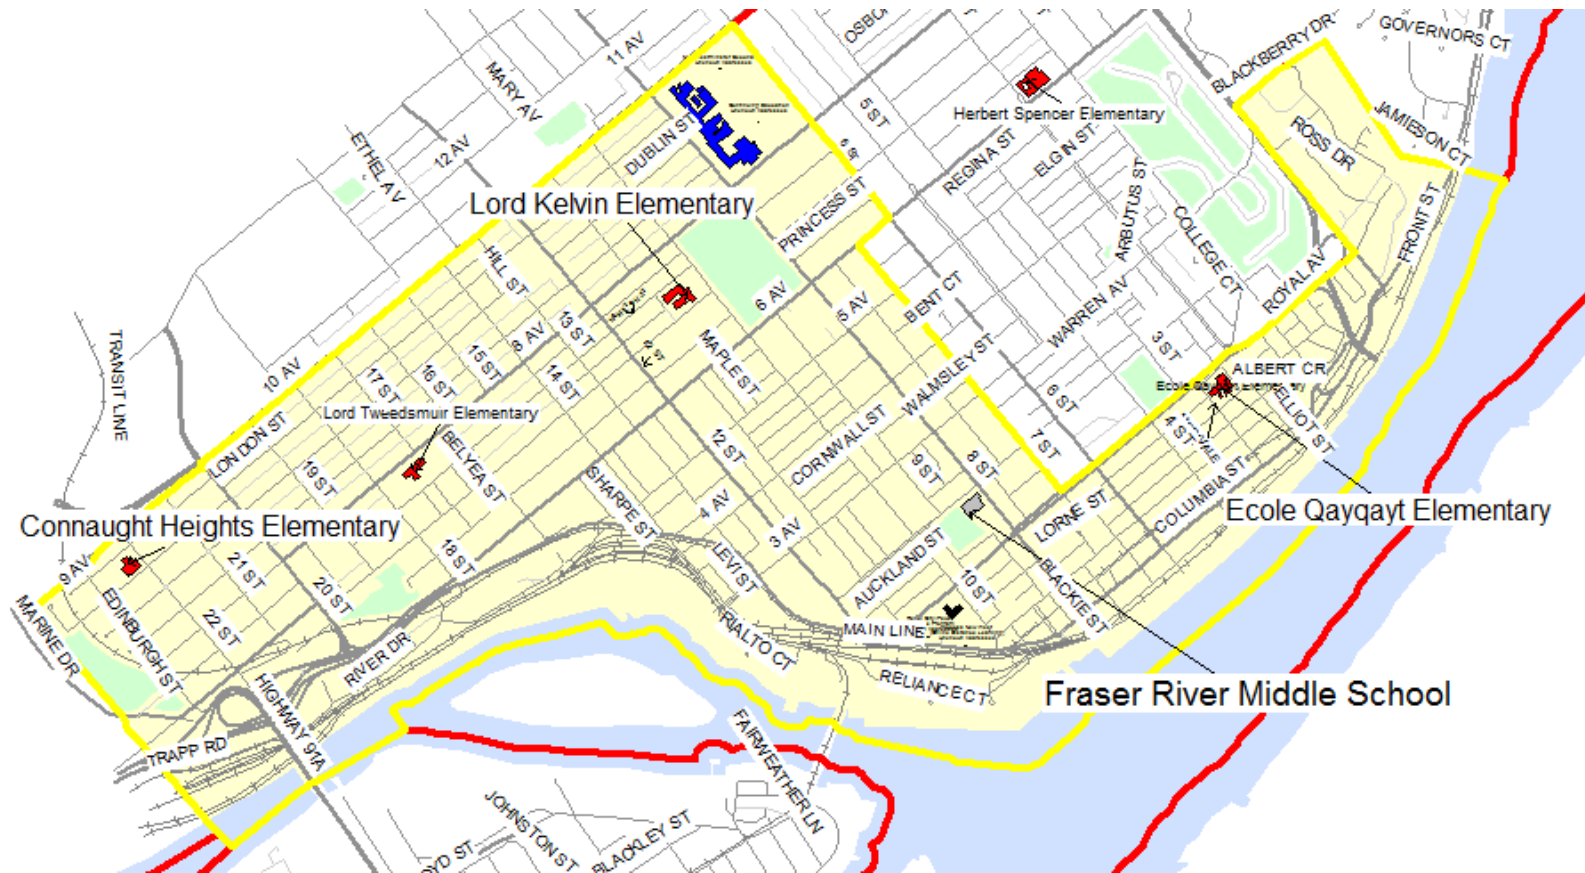 GOVERNORS CT
OSBO
11 AV
BLACKBERRY DR
MARY AV
5 ST
Herbert Spencer Elementary
JAMIESON CT
ROSS DR
DUBLIN ST
6 ST
12 AV
ETHEL AV
REGINA ST
ELGIN ST
Lord Kelvin Elementary
PRINCESS ST
ARBUTUS ST
COLLEGE CT
FRONT ST
HILL ST
ROYAL AV
6 AV
5 AV
BENT CT
WARREN AV
13 ST
8 AV
TRANSIT LINE
15 ST
MAPLE ST
3 ST
10 AV
17 ST
16 ST
14 ST
WALMSLEY ST
ALBERT CR
6 ST
Lord Tweedsmuir Elementary
ELLIOT ST
LONDON ST
BELYEA ST
12 ST
CORNWALL ST
7 ST
4 ST
19 ST
SHARPE ST
9 ST
8 ST
COLUMBIA ST
4 AV
Connaught Heights Elementary
3 AV
LORNE ST
Ecole Qayqayt Elementary
9 AV
21 ST
18 ST
LEVI ST
AUCKLAND ST
20 ST
10 ST
BLACKIE ST
MARINE DR
EDINBURGH ST
22 ST
RIALTO CT
MAIN LINE
RIVER DR
RELIANCE CT
Fraser River Middle School
HIGHWAY 91A
TRAPP RD
FAIRWEATHER LN
JOHNSTON ST
BLACKLEY ST
OYD ST